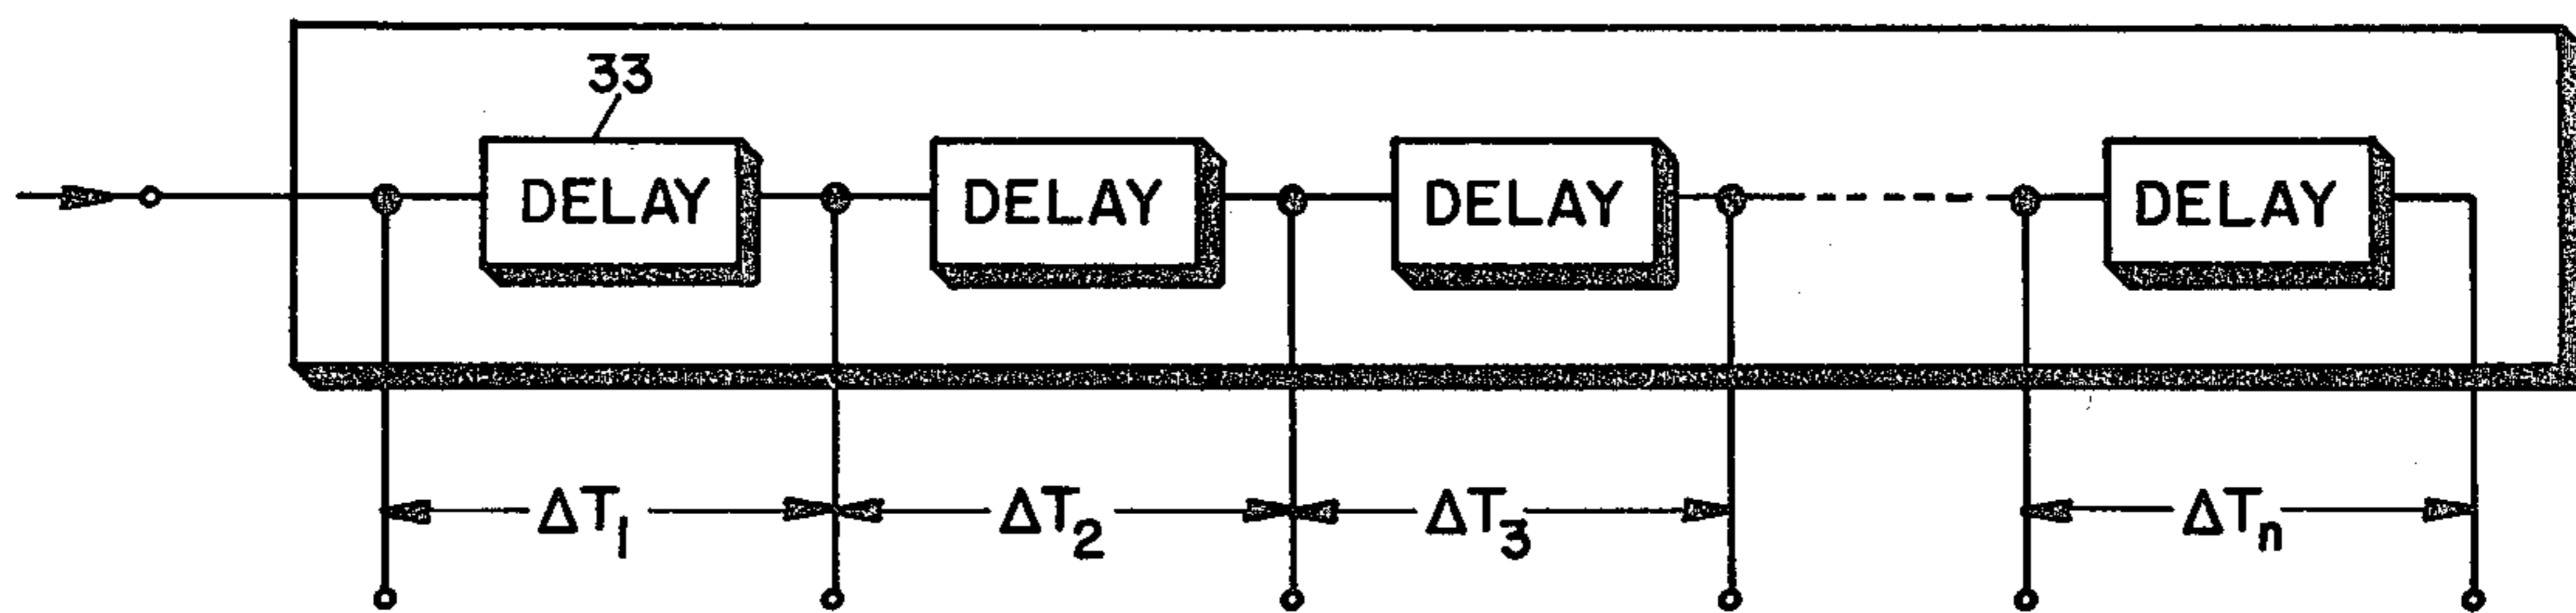 33
DELAY DELAY DELAY DELAY
ΔT₁ ΔT₂ ΔT₃ ΔTₙ